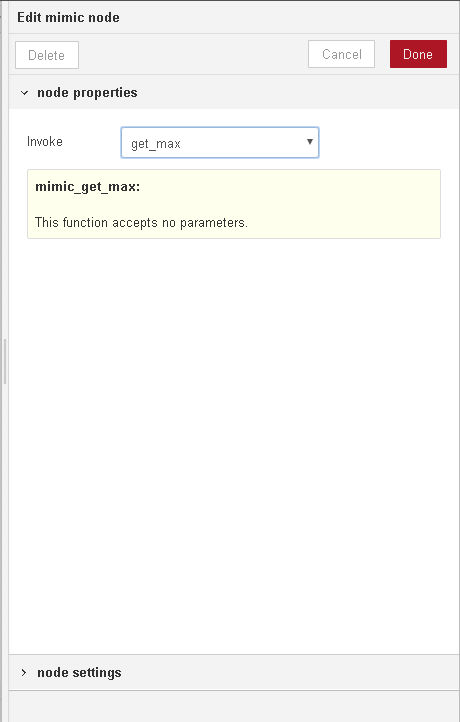 Edit mimic node
Delete
Cancel
Done
node properties
Invoke
get_max
mimic_get_max:
This function accepts no parameters.
node settings